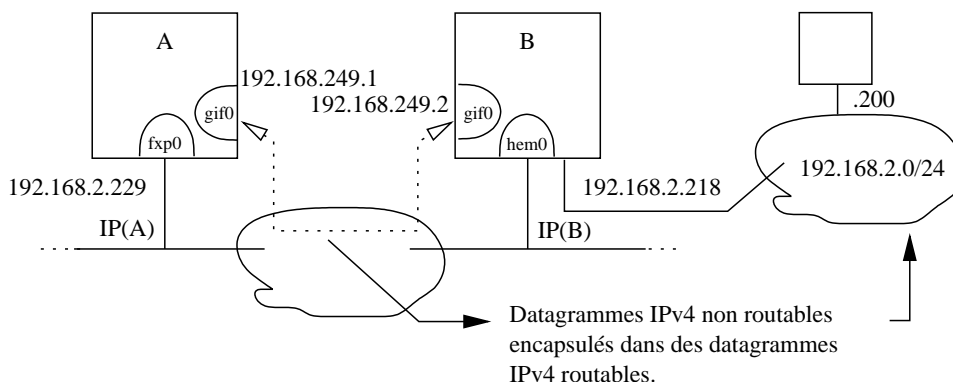 A
B
192.168.249.1
192.168.249.2
gif0
gif0
.200
fxp0
hem0
192.168.2.229
192.168.2.218
192.168.2.0/24
IP(A)
IP(B)
Datagrammes IPv4 non routables
encapsulés dans des datagrammes
IPv4 routables.